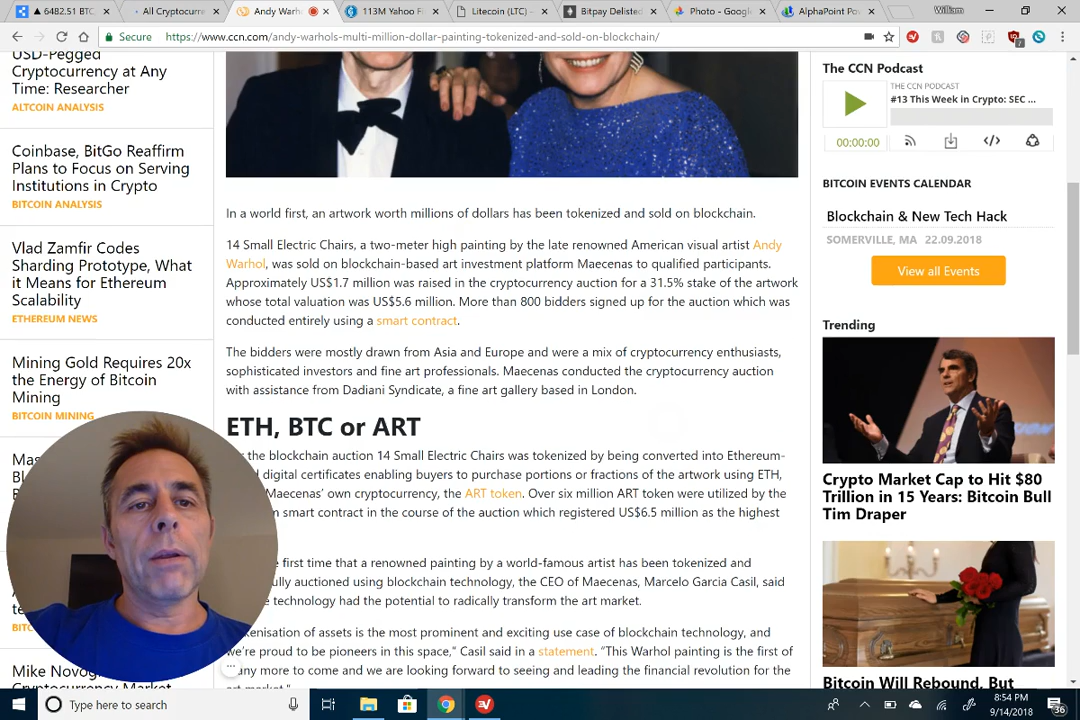 6482.51 BTC
All Cryptocurre
Andy Warh
113M Yahoo Fi
Litecoin (LTC) -
Bitpay Delisted
Photo - Google
AlphaPoint Pow
William
Secure
https://www.ccn.com/andy-warhols-multi-million-dollar-painting-tokenized-and-sold-on-blockchain/
USD-Pegged
Cryptocurrency at Any
Time: Researcher
ALTCOIN ANALYSIS
Coinbase, BitGo Reaffirm
Plans to Focus on Serving
Institutions in Crypto
BITCOIN ANALYSIS
Vlad Zamfir Codes
Sharding Prototype, What
it Means for Ethereum
Scalability
ETHEREUM NEWS
Mining Gold Requires 20x
the Energy of Bitcoin
Mining
BITCOIN MINING
Mike Novog
Cryptocurrency Market
In a world first, an artwork worth millions of dollars has been tokenized and sold on blockchain.
14 Small Electric Chairs, a two-meter high painting by the late renowned American visual artist Andy
Warhol, was sold on blockchain-based art investment platform Maecenas to qualified participants.
Approximately US$1.7 million was raised in the cryptocurrency auction for a 31.5% stake of the artwork
whose total valuation was US$5.6 million. More than 800 bidders signed up for the auction which was
conducted entirely using a smart contract.
The bidders were mostly drawn from Asia and Europe and were a mix of cryptocurrency enthusiasts,
sophisticated investors and fine art professionals. Maecenas conducted the cryptocurrency auction
with assistance from Dadiani Syndicate, a fine art gallery based in London.
ETH, BTC or ART
the blockchain auction 14 Small Electric Chairs was tokenized by being converted into Ethereum-
digital certificates enabling buyers to purchase portions or fractions of the artwork using ETH,
Maecenas' own cryptocurrency, the ART token. Over six million ART token were utilized by the
smart contract in the course of the auction which registered US$6.5 million as the highest
first time that a renowned painting by a world-famous artist has been tokenized and
fully auctioned using blockchain technology, the CEO of Maecenas, Marcelo Garcia Casil, said
technology had the potential to radically transform the art market.
kenisation of assets is the most prominent and exciting use case of blockchain technology, and
we're proud to be pioneers in this space," Casil said in a statement. "This Warhol painting is the first of
any more to come and we are looking forward to seeing and leading the financial revolution for the
art market."
The CCN Podcast
THE CCN PODCAST
#13 This Week in Crypto: SEC ...
00:00:00
BITCOIN EVENTS CALENDAR
Blockchain & New Tech Hack
SOMERVILLE, MA 22.09.2018
View all Events
Trending
Crypto Market Cap to Hit $80
Trillion in 15 Years: Bitcoin Bull
Tim Draper
Bitcoin Will Rebound, But
Type here to search
8:54 PM
9/14/2018
36